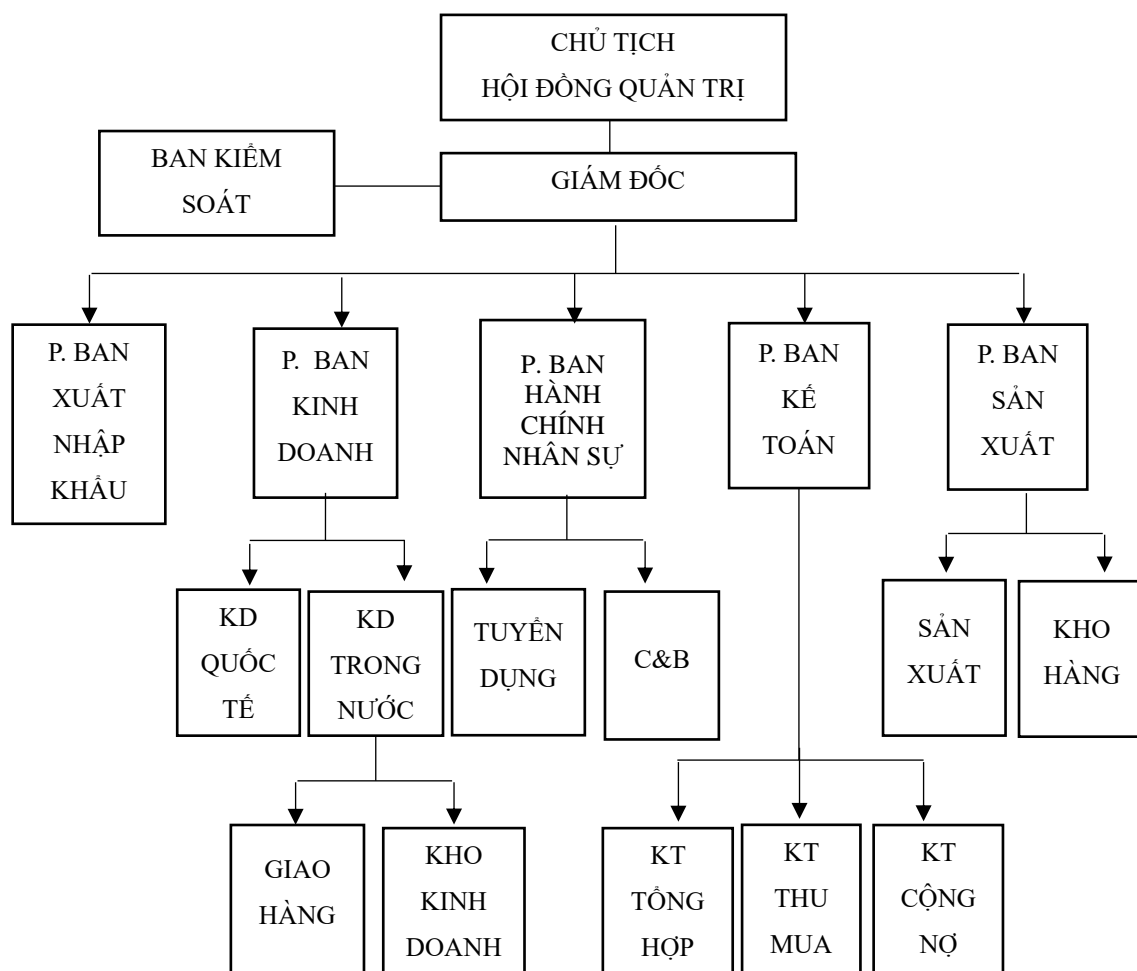 CHỦ TỊCH
HỘI ĐỒNG QUẢN TRỊ
BAN KIỂM
SOÁT
GIÁM ĐỐC
P. BAN
XUẤT
NHẬP
KHẨU
P. BAN
KINH
DOANH
P. BAN
HÀNH
CHÍNH
NHÂN SỰ
P. BAN
KẾ
TOÁN
P. BAN
SẢN
XUẤT
KD
QUỐC
TẾ
KD
TRONG
NƯỚC
TUYỂN
DỤNG
C&B
SẢN
XUẤT
KHO
HÀNG
GIAO
HÀNG
KHO
KINH
DOANH
KT
TỔNG
HỢP
KT
THU
MUA
KT
CỘNG
NỢ